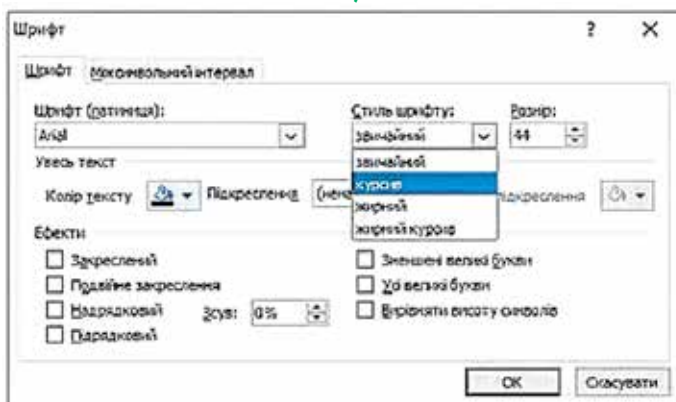 Шрифт ? ×
Шрифт Міжсимвольний інтервал
Шрифт (латиниця): Стиль шрифту: Розмір:
Arial звичайний 44
Увесь текст звичайний
курсив
Колір тексту Підкреслення (нема підкреслення
жирний
Ефекти жирний курсив
Закреслений Зменшені великі букви
Подвійне закреслення Усі великі букви
Надрядковий Зсув: 0% Вирівняти висоту символів
Підрядковий
ОК Скасувати